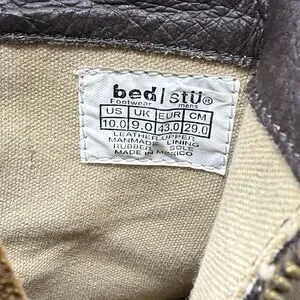 bed|stü®
Footwear mens
US UK EUR CM
10.0 9.0 43.0 29.0
LEATHER UPPER
MANMADE LINING
RUBBER SOLE
MADE IN MEXICO